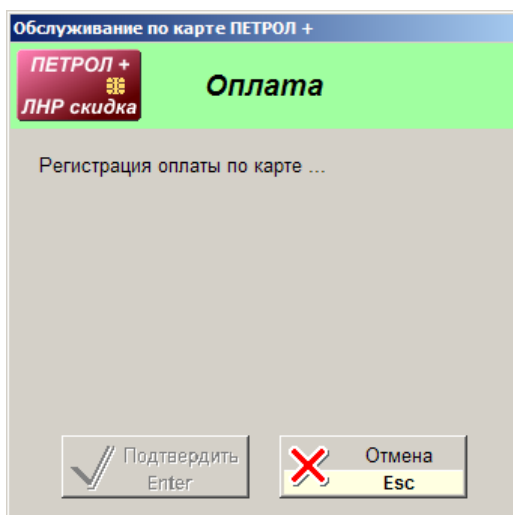 Обслуживание по карте ПЕТРОЛ +
ПЕТРОЛ +
ЛНР скидка
Оплата
Регистрация оплаты по карте ...
Подтвердить
Enter
Отмена
Esc